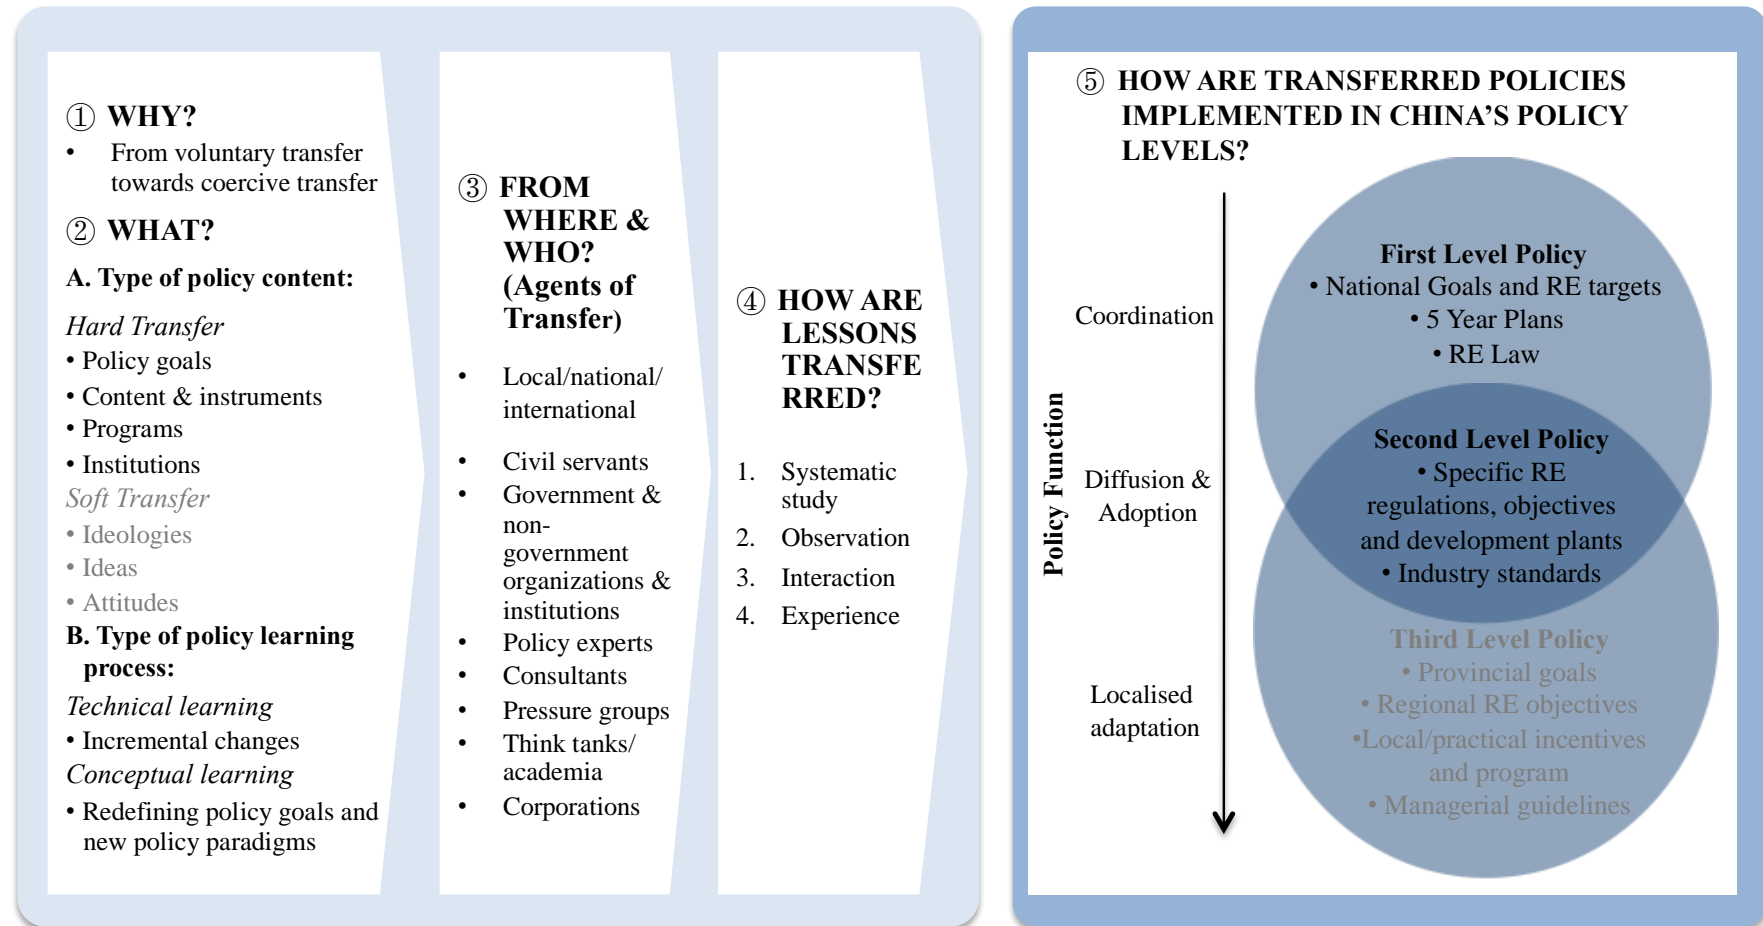 ① WHY?
• From voluntary transfer
towards coercive transfer
② WHAT?
A. Type of policy content:
Hard Transfer
• Policy goals
• Content & instruments
• Programs
• Institutions
Soft Transfer
• Ideologies
• Ideas
• Attitudes
B. Type of policy learning
process:
Technical learning
• Incremental changes
Conceptual learning
• Redefining policy goals and
new policy paradigms
③ FROM
WHERE &
WHO?
(Agents of
Transfer)
• Local/national/
international
• Civil servants
• Government &
non-
government
organizations &
institutions
• Policy experts
• Consultants
• Pressure groups
• Think tanks/
academia
• Corporations
④ HOW ARE
LESSONS
TRANSFE
RRED?
1. Systematic
study
2. Observation
3. Interaction
4. Experience
⑤ HOW ARE TRANSFERRED POLICIES
IMPLEMENTED IN CHINA’S POLICY
LEVELS?
Policy Function
Coordination
Diffusion &
Adoption
Localised
adaptation
First Level Policy
• National Goals and RE targets
• 5 Year Plans
• RE Law
Second Level Policy
• Specific RE
regulations, objectives
and development plants
• Industry standards
Third Level Policy
• Provincial goals
• Regional RE objectives
•Local/practical incentives
and program
• Managerial guidelines